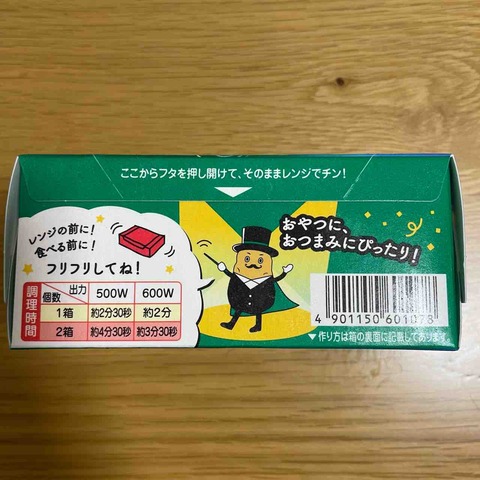 ここからフタを押し開けて、そのままレンジでチン!
レンジの前に!
食べる前に!
フリフリしてね!
おやつに、
おつまみにぴったり!
調理時間
個数 出力 500W 600W
1箱 約2分30秒 約2分
2箱 約4分30秒 約3分30秒
4 901150 601078
▼作り方は箱の裏面に記載してあります。